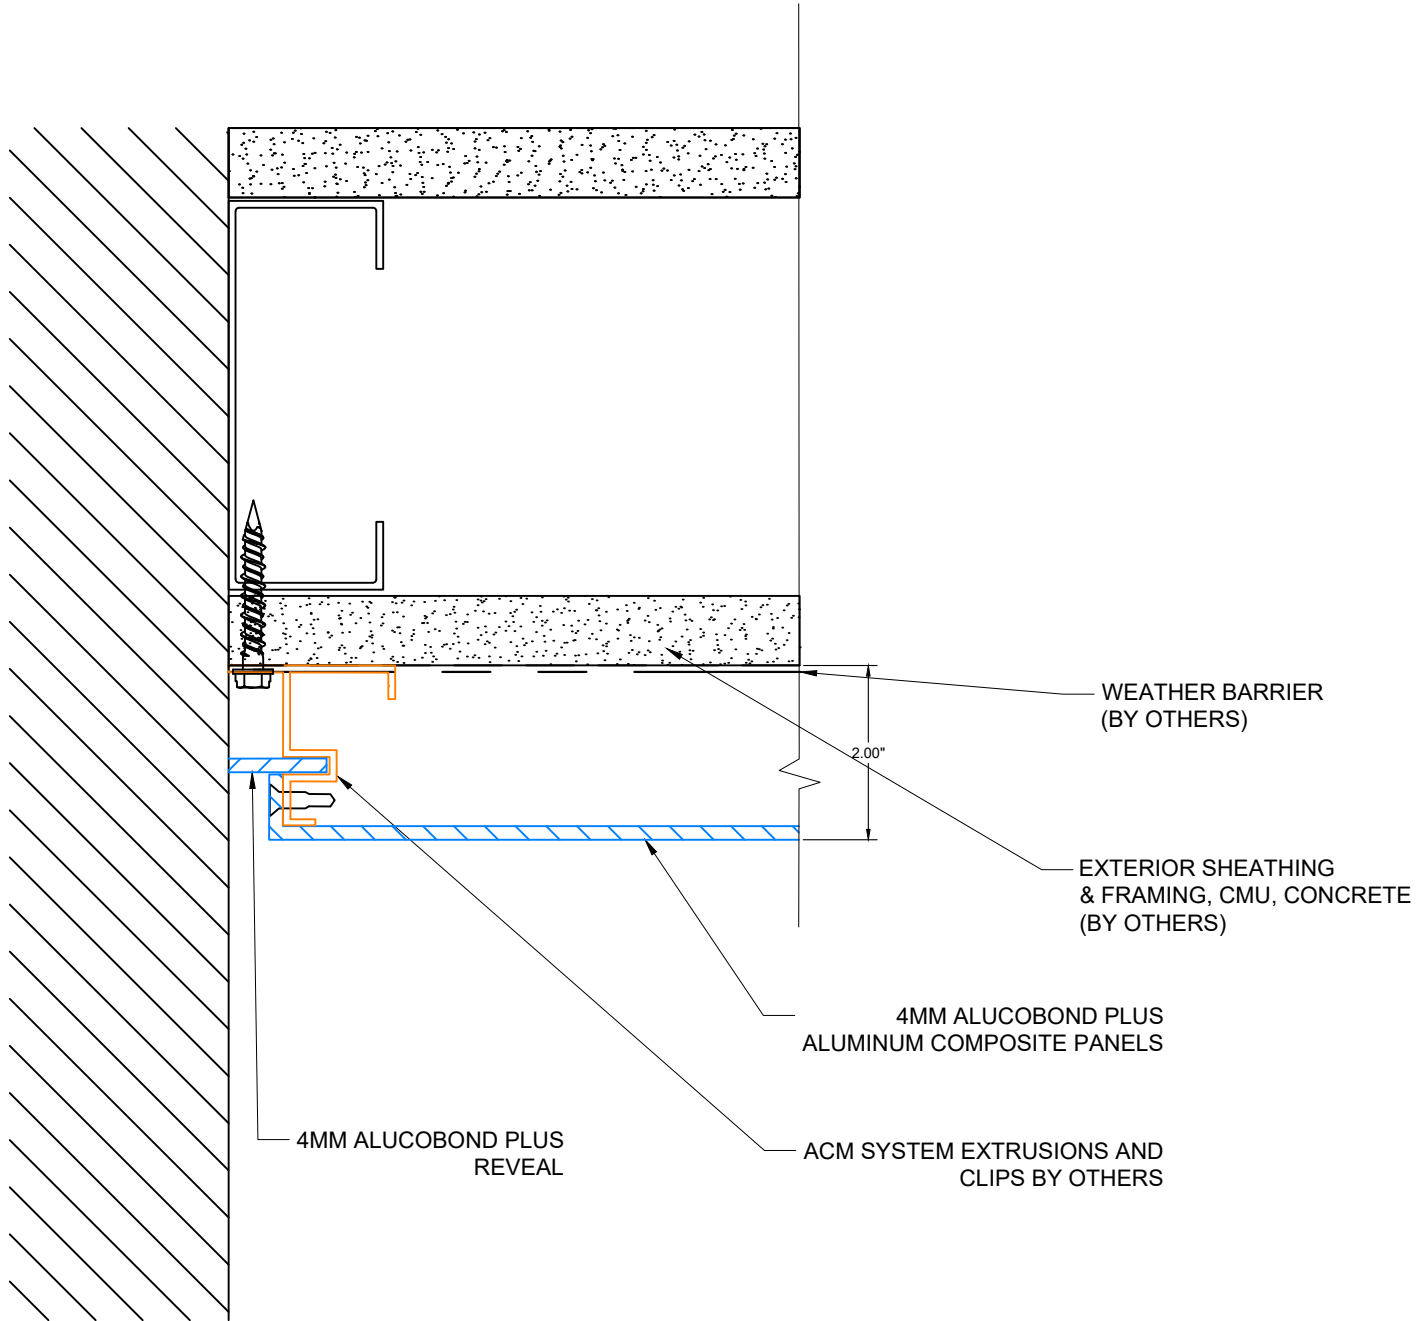 WEATHER BARRIER
(BY OTHERS)
2.00"
EXTERIOR SHEATHING
& FRAMING, CMU, CONCRETE
(BY OTHERS)
4MM ALUCOBOND PLUS
ALUMINUM COMPOSITE PANELS
4MM ALUCOBOND PLUS
REVEAL
ACM SYSTEM EXTRUSIONS AND
CLIPS BY OTHERS